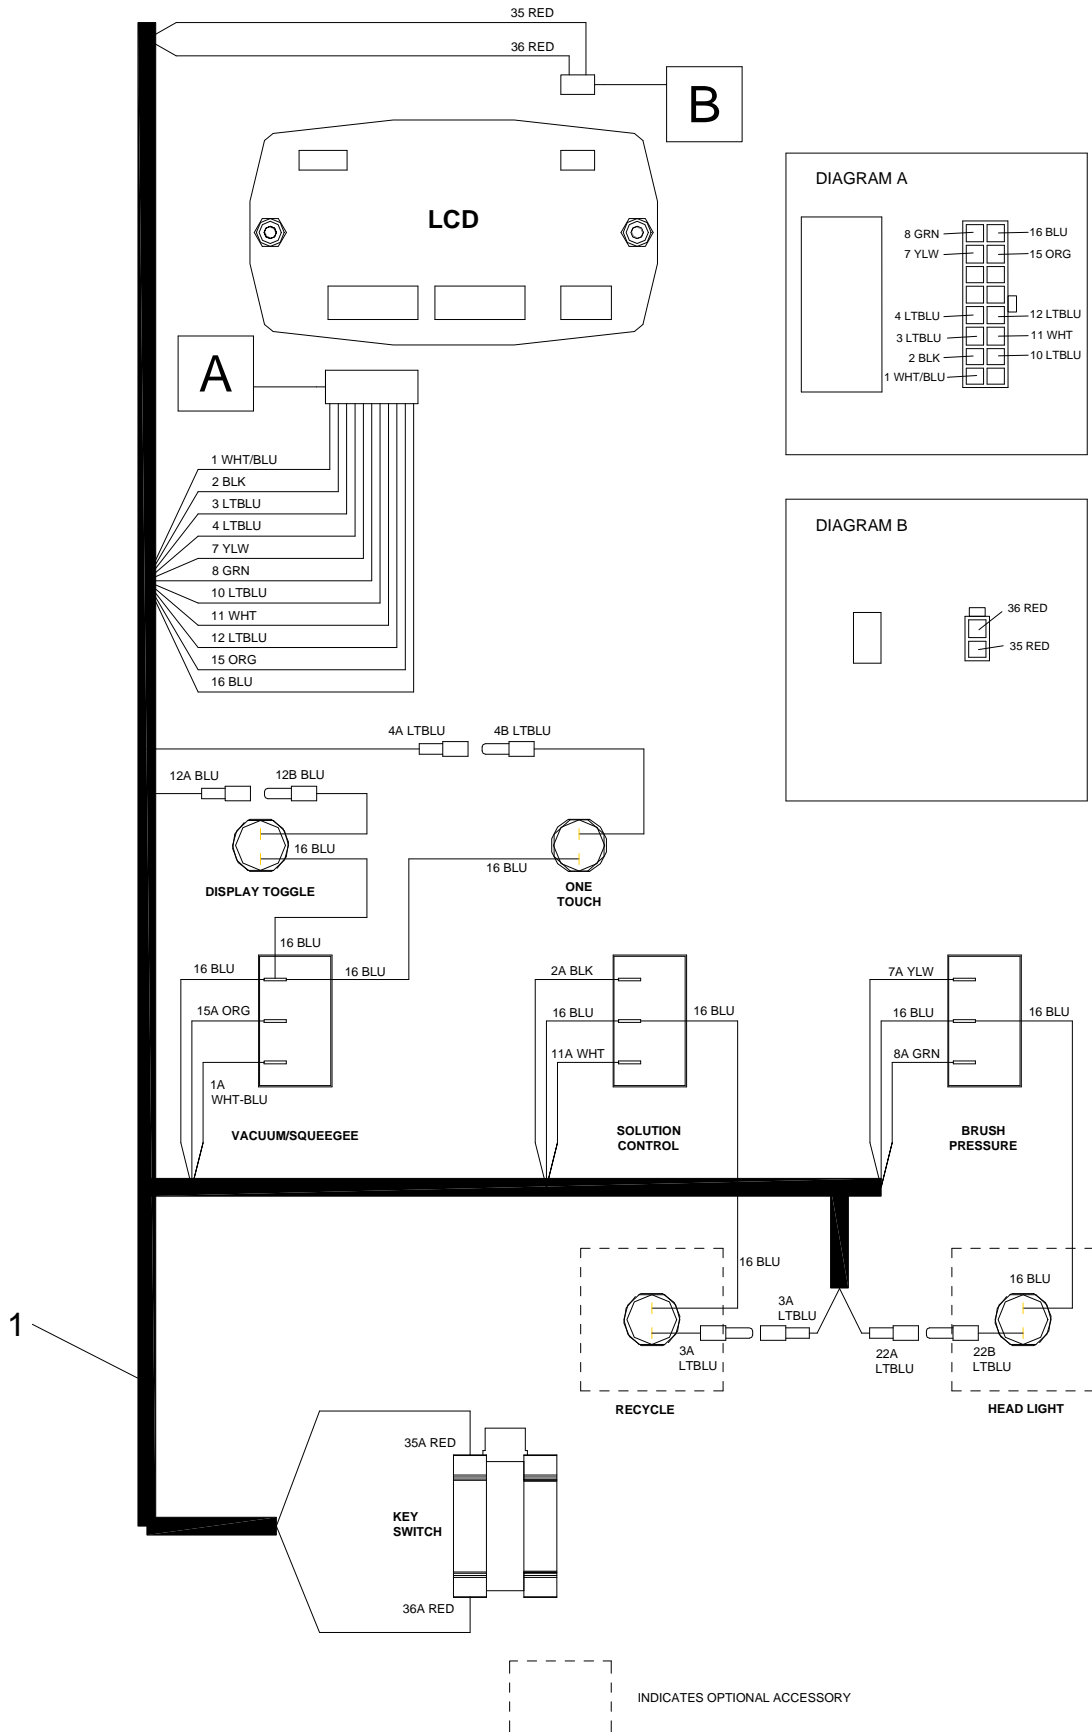 35 RED
36 RED
B
LCD
A
DIAGRAM A
8 GRN
16 BLU
7 YLW
15 ORG
4 LTBLU
12 LTBLU
3 LTBLU
11 WHT
2 BLK
10 LTBLU
1 WHT/BLU
1 WHT/BLU
2 BLK
3 LTBLU
4 LTBLU
7 YLW
8 GRN
10 LTBLU
11 WHT
12 LTBLU
15 ORG
16 BLU
DIAGRAM B
36 RED
35 RED
4A LTBLU
4B LTBLU
12A BLU
12B BLU
16 BLU
16 BLU
DISPLAY TOGGLE
ONE
TOUCH
16 BLU
16 BLU
16 BLU
15A ORG
1A
WHT-BLU
VACUUM/SQUEEGEE
2A BLK
16 BLU
16 BLU
11A WHT
SOLUTION
CONTROL
7A YLW
16 BLU
16 BLU
8A GRN
BRUSH
PRESSURE
16 BLU
3A
LTBLU
3A
LTBLU
RECYCLE
16 BLU
22A
LTBLU
22B
LTBLU
HEAD LIGHT
1
35A RED
KEY
SWITCH
36A RED
INDICATES OPTIONAL ACCESSORY